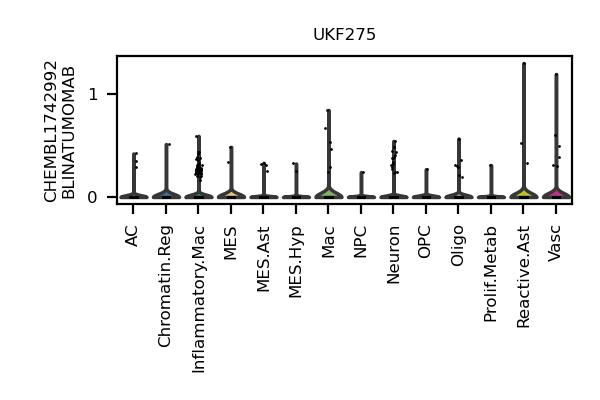 UKF275
CHEMBL1742992
BLINATUMOMAB
1
0
AC
Chromatin.Reg
Inflammatory.Mac
MES
MES.Ast
MES.Hyp
Mac
NPC
Neuron
OPC
Oligo
Prolif.Metab
Reactive.Ast
Vasc